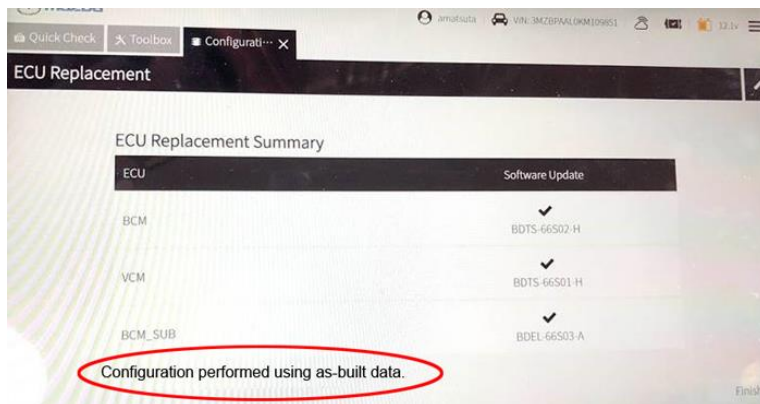 mazda
amatsuta VIN: 3MZBPAAL0KM109851 12.1v
Quick Check Toolbox Configurati··· X
ECU Replacement
ECU Replacement Summary
ECU Software Update
BCM
BDTS-66S02-H
VCM
BDTS-66S01-H
BCM_SUB
BDEL-66S03-A
Configuration performed using as-built data.
Finish